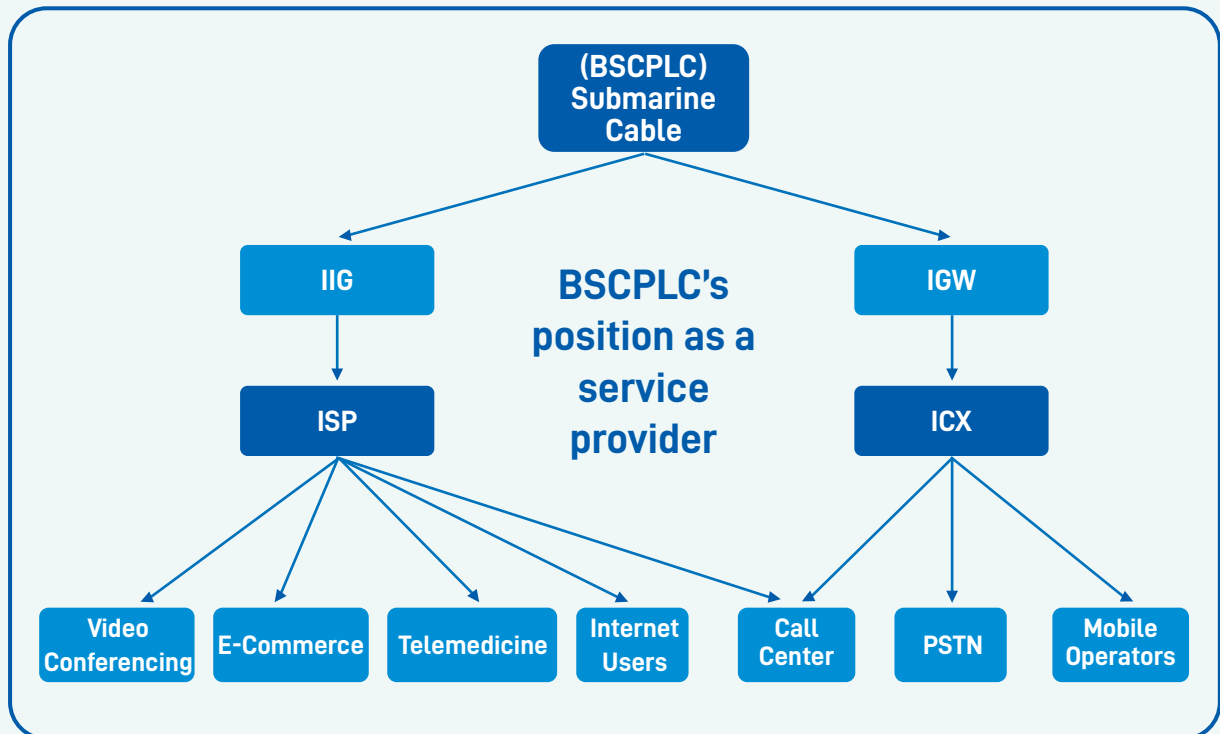 (BSCPLC)
Submarine
Cable
IIG
IGW
BSCPLC's
position as a
service
provider
ISP
ICX
Video
Conferencing
E-Commerce
Telemedicine
Internet
Users
Call
Center
PSTN
Mobile
Operators